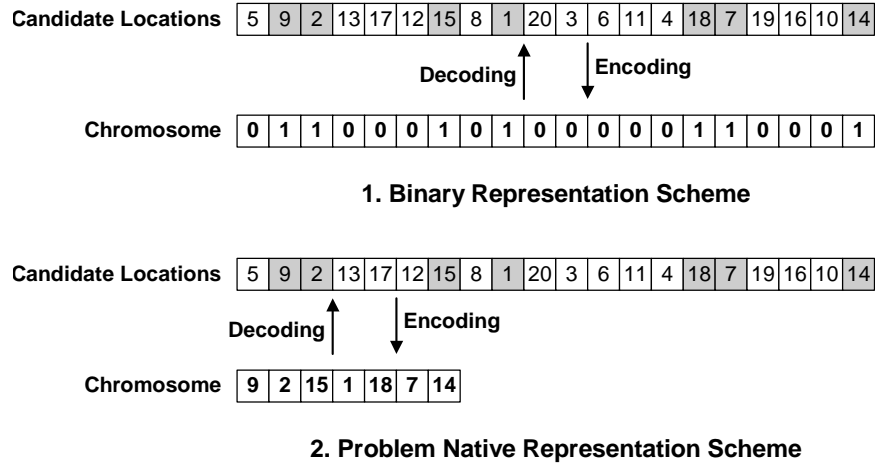 Candidate Locations 5 9 2 13 17 12 15 8 1 20 3 6 11 4 18 7 19 16 10 14
Decoding Encoding
Chromosome 0 1 1 0 0 0 1 0 1 0 0 0 0 0 1 1 0 0 0 1
1. Binary Representation Scheme
Candidate Locations 5 9 2 13 17 12 15 8 1 20 3 6 11 4 18 7 19 16 10 14
Decoding Encoding
Chromosome 9 2 15 1 18 7 14
2. Problem Native Representation Scheme